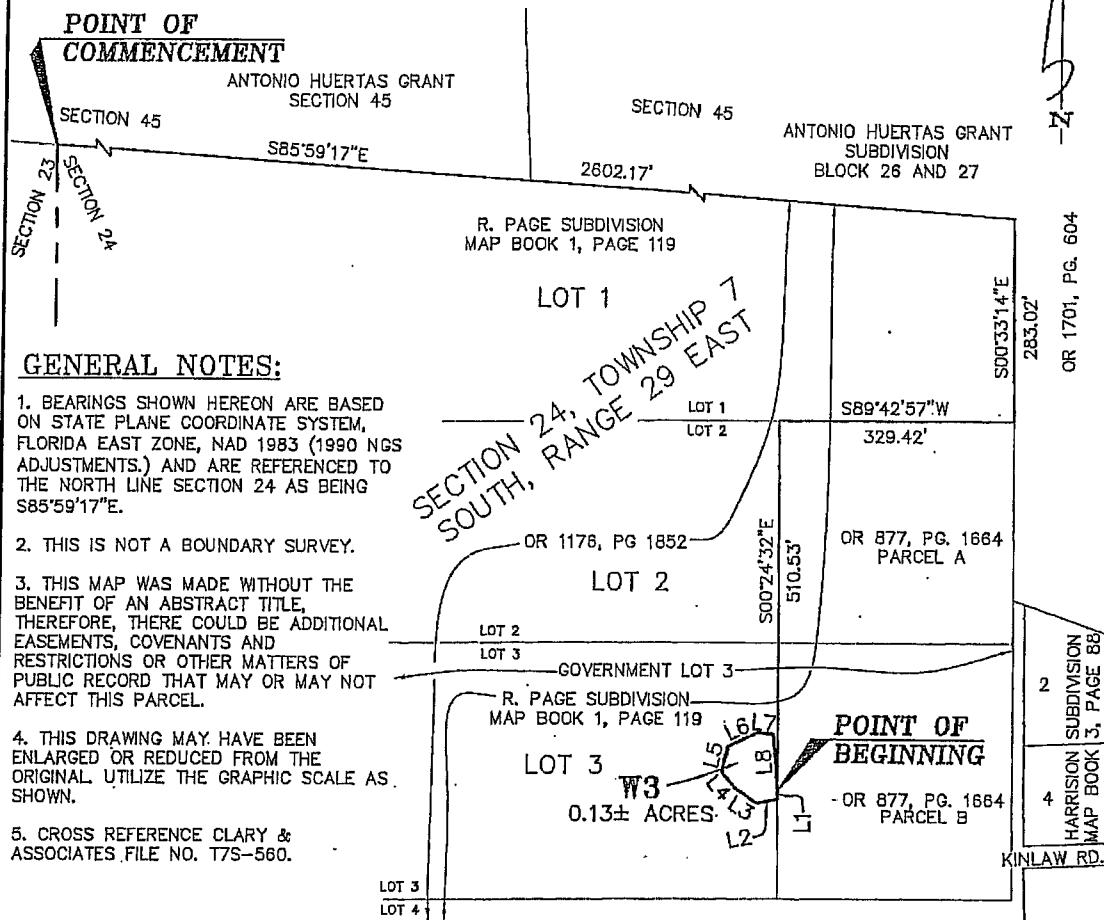 POINT OF
COMMENCEMENT
ANTONIO HUERTAS GRANT
SECTION 45
SECTION 45
SECTION 45
ANTONIO HUERTAS GRANT
SUBDIVISION
BLOCK 26 AND 27
N
S85°59'17"E
2602.17'
SECTION 23
SECTION 24
R. PAGE SUBDIVISION
MAP BOOK 1, PAGE 119
LOT 1
SECTION 24, TOWNSHIP 7
SOUTH, RANGE 29 EAST
S00°33'14"E
283.02'
OR 1701, PG. 604
LOT 1
LOT 2
S89°42'57"W
329.42'
GENERAL NOTES:
1. BEARINGS SHOWN HEREON ARE BASED
ON STATE PLANE COORDINATE SYSTEM,
FLORIDA EAST ZONE, NAD 1983 (1990 NGS
ADJUSTMENTS.) AND ARE REFERENCED TO
THE NORTH LINE SECTION 24 AS BEING
S85°59'17"E.
2. THIS IS NOT A BOUNDARY SURVEY.
3. THIS MAP WAS MADE WITHOUT THE
BENEFIT OF AN ABSTRACT TITLE,
THEREFORE, THERE COULD BE ADDITIONAL
EASEMENTS, COVENANTS AND
RESTRICTIONS OR OTHER MATTERS OF
PUBLIC RECORD THAT MAY OR MAY NOT
AFFECT THIS PARCEL.
4. THIS DRAWING MAY HAVE BEEN
ENLARGED OR REDUCED FROM THE
ORIGINAL. UTILIZE THE GRAPHIC SCALE AS
SHOWN.
5. CROSS REFERENCE CLARY &
ASSOCIATES FILE NO. T7S-560.
OR 1176, PG 1852
LOT 2
S00°24'32"E
510.53'
OR 877, PG. 1664
PARCEL A
LOT 2
LOT 3
GOVERNMENT LOT 3
R. PAGE SUBDIVISION
MAP BOOK 1, PAGE 119
LOT 3
W3
0.13± ACRES
L1
L2
L3
L4
L5
L6
L7
L8
POINT OF
BEGINNING
OR 877, PG. 1664
PARCEL B
2
4
HARRISION SUBDIVISION
MAP BOOK 3, PAGE 88
KINLAW RD.
LOT 3
LOT 4